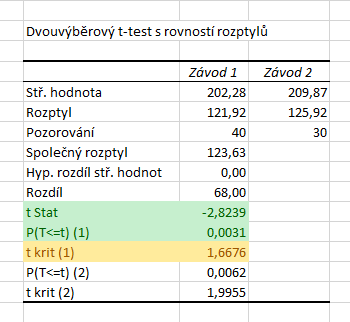 Dvouvýběrový t-test s rovností rozptylů
Závod 1 Závod 2
Stř. hodnota 202,28 209,87
Rozptyl 121,92 125,92
Pozorování 40 30
Společný rozptyl 123,63
Hyp. rozdíl stř. hodnot 0,00
Rozdíl 68,00
t Stat -2,8239
P(T<=t) (1) 0,0031
t krit (1) 1,6676
P(T<=t) (2) 0,0062
t krit (2) 1,9955